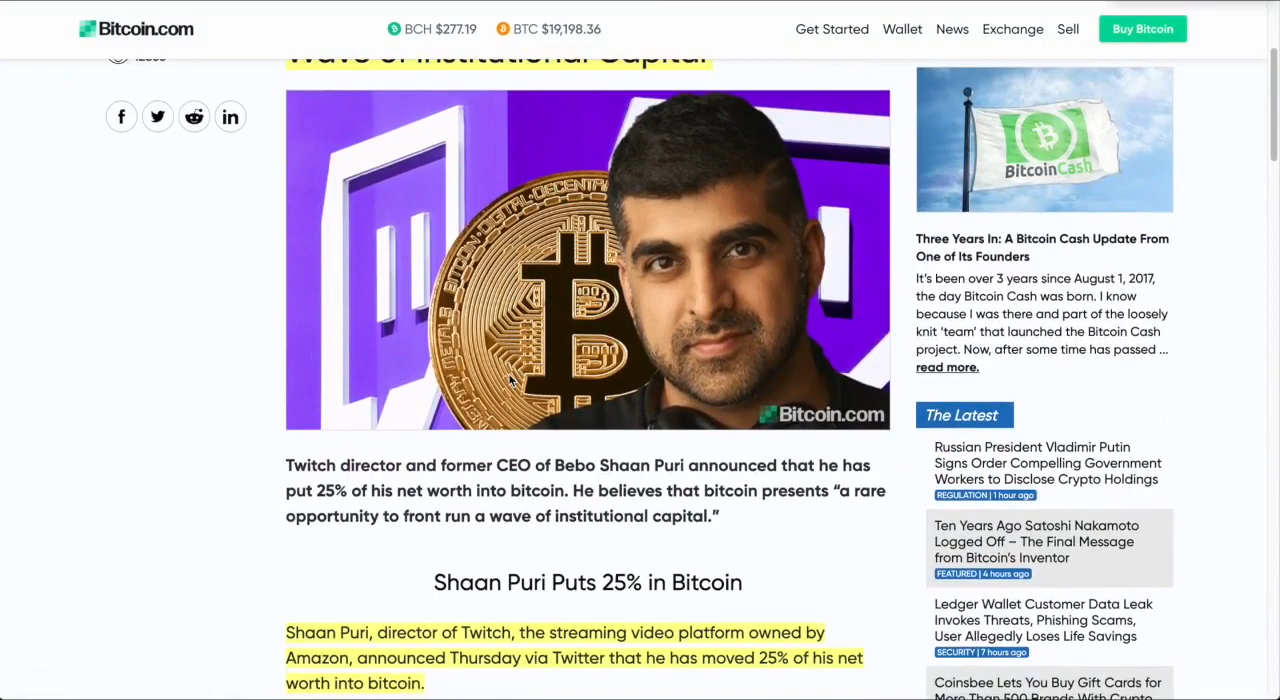 Bitcoin.com
BCH $277.19
BTC $19,198.36
Get Started
Wallet
News
Exchange
Sell
Buy Bitcoin
Wave of Institutional Capital
BITCOIN
DIGITAL
DECENTRA
Bitcoin.com
Twitch director and former CEO of Bebo Shaan Puri announced that he has
put 25% of his net worth into bitcoin. He believes that bitcoin presents “a rare
opportunity to front run a wave of institutional capital.”
Shaan Puri Puts 25% in Bitcoin
Shaan Puri, director of Twitch, the streaming video platform owned by
Amazon, announced Thursday via Twitter that he has moved 25% of his net
worth into bitcoin.
BitcoinCash
Three Years In: A Bitcoin Cash Update From
One of Its Founders
It’s been over 3 years since August 1, 2017,
the day Bitcoin Cash was born. I know
because I was there and part of the loosely
knit ‘team’ that launched the Bitcoin Cash
project. Now, after some time has passed ...
read more.
The Latest
Russian President Vladimir Putin
Signs Order Compelling Government
Workers to Disclose Crypto Holdings
REGULATION | 1 hour ago
Ten Years Ago Satoshi Nakamoto
Logged Off – The Final Message
from Bitcoin’s Inventor
FEATURED | 4 hours ago
Ledger Wallet Customer Data Leak
Invokes Threats, Phishing Scams,
User Allegedly Loses Life Savings
SECURITY | 7 hours ago
Coinsbee Lets You Buy Gift Cards for
More Than 500 Brands With Crypto